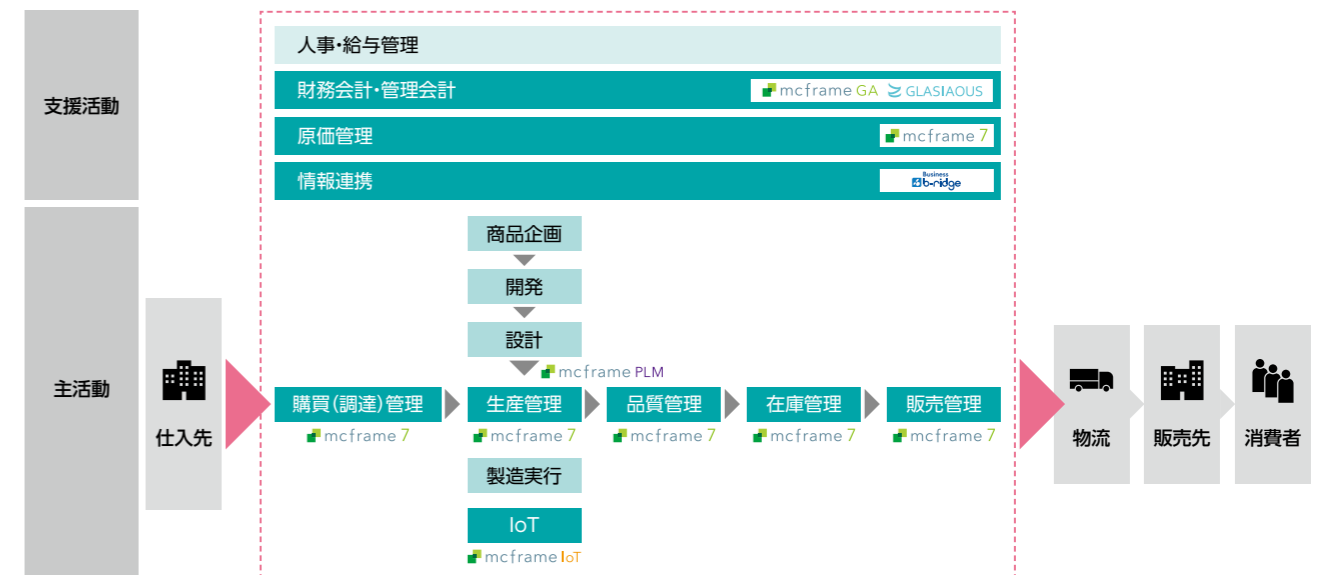 支援活動
人事・給与管理
財務会計・管理会計
mcframe GA GLASIAOUS
原価管理
mcframe 7
情報連携
Business
b-ridge
主活動
商品企画
開発
設計
mcframe PLM
仕入先
購買(調達)管理
生産管理
品質管理
在庫管理
販売管理
mcframe 7
mcframe 7
mcframe 7
mcframe 7
mcframe 7
製造実行
IoT
mcframe IoT
物流
販売先
消費者